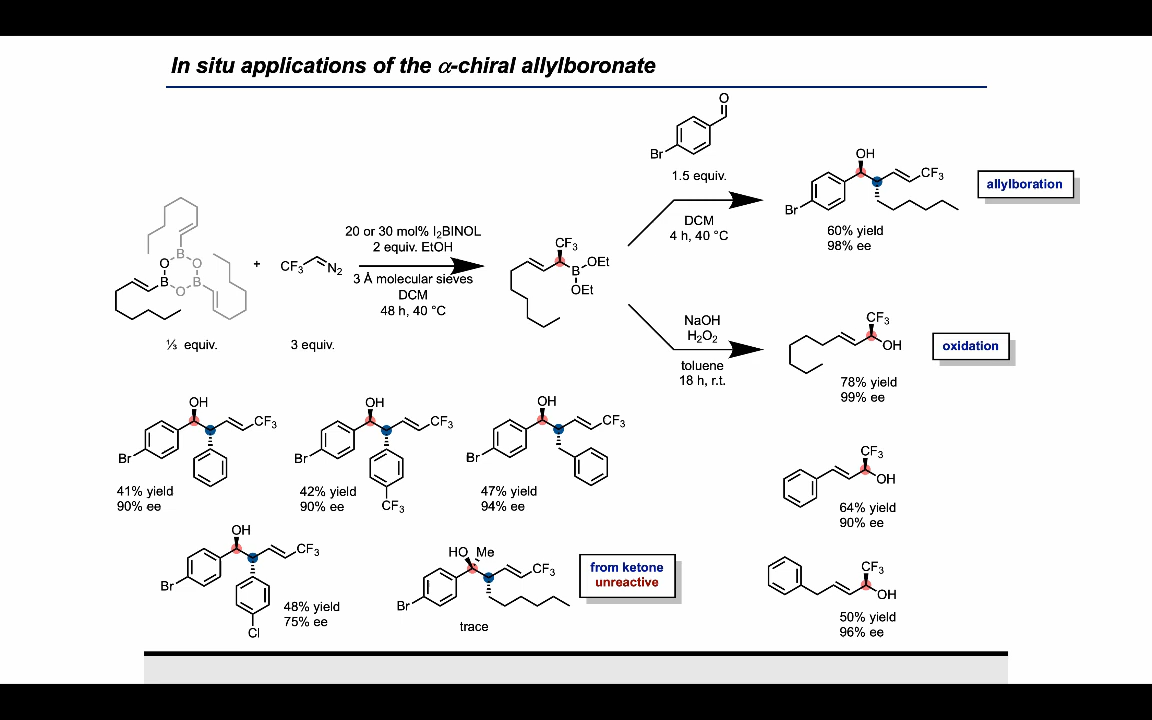 In situ applications of the α-chiral allylboronate
O
Br
1.5 equiv.
DCM
4 h, 40 °C
OH
CF₃
Br
60% yield
98% ee
allylboration
B
O
O
B
B
O
+
CF₃
N₂
20 or 30 mol% I₂BINOL
2 equiv. EtOH
3 Å molecular sieves
DCM
48 h, 40 °C
CF₃
B
OEt
OEt
⅓ equiv.
3 equiv.
NaOH
H₂O₂
toluene
18 h, r.t.
CF₃
OH
78% yield
99% ee
oxidation
OH
CF₃
Br
41% yield
90% ee
OH
CF₃
Br
CF₃
42% yield
90% ee
OH
CF₃
Br
47% yield
94% ee
CF₃
OH
64% yield
90% ee
OH
CF₃
Br
Cl
48% yield
75% ee
HO
Me
CF₃
Br
trace
from ketone
unreactive
CF₃
OH
50% yield
96% ee